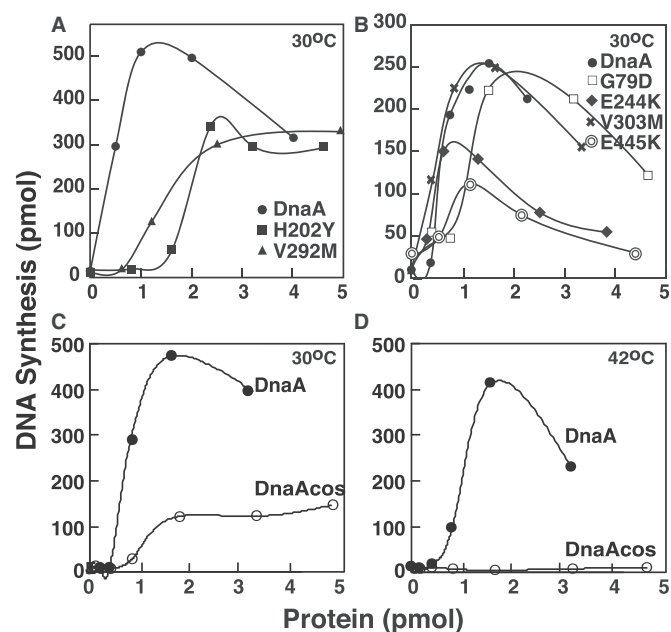 A
30°C
500
400
300
200
100
0
DnaA
H202Y
V292M
0 1 2 3 4 5
B
30°C
300
250
200
150
100
50
0
DnaA
G79D
E244K
V303M
E445K
0 1 2 3 4 5
DNA Synthesis (pmol)
C
30°C
500
400
300
200
100
0
DnaA
DnaAcos
0 1 2 3 4 5
D
42°C
500
400
300
200
100
0
DnaA
DnaAcos
0 1 2 3 4 5
Protein (pmol)